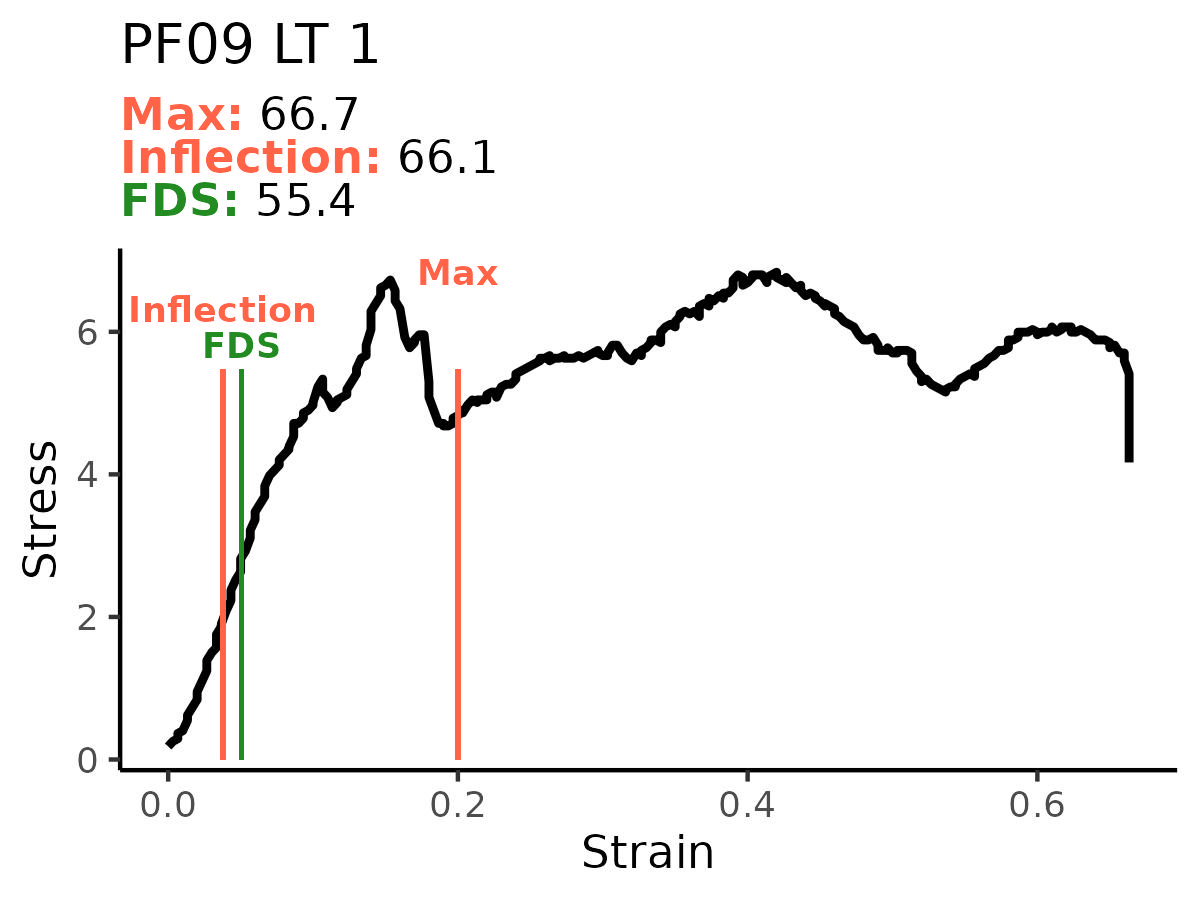 PF09 LT 1
Max: 66.7
Inflection: 66.1
FDS: 55.4
Max
Inflection
FDS
6
4
2
0
Stress
0.0 0.2 0.4 0.6
Strain